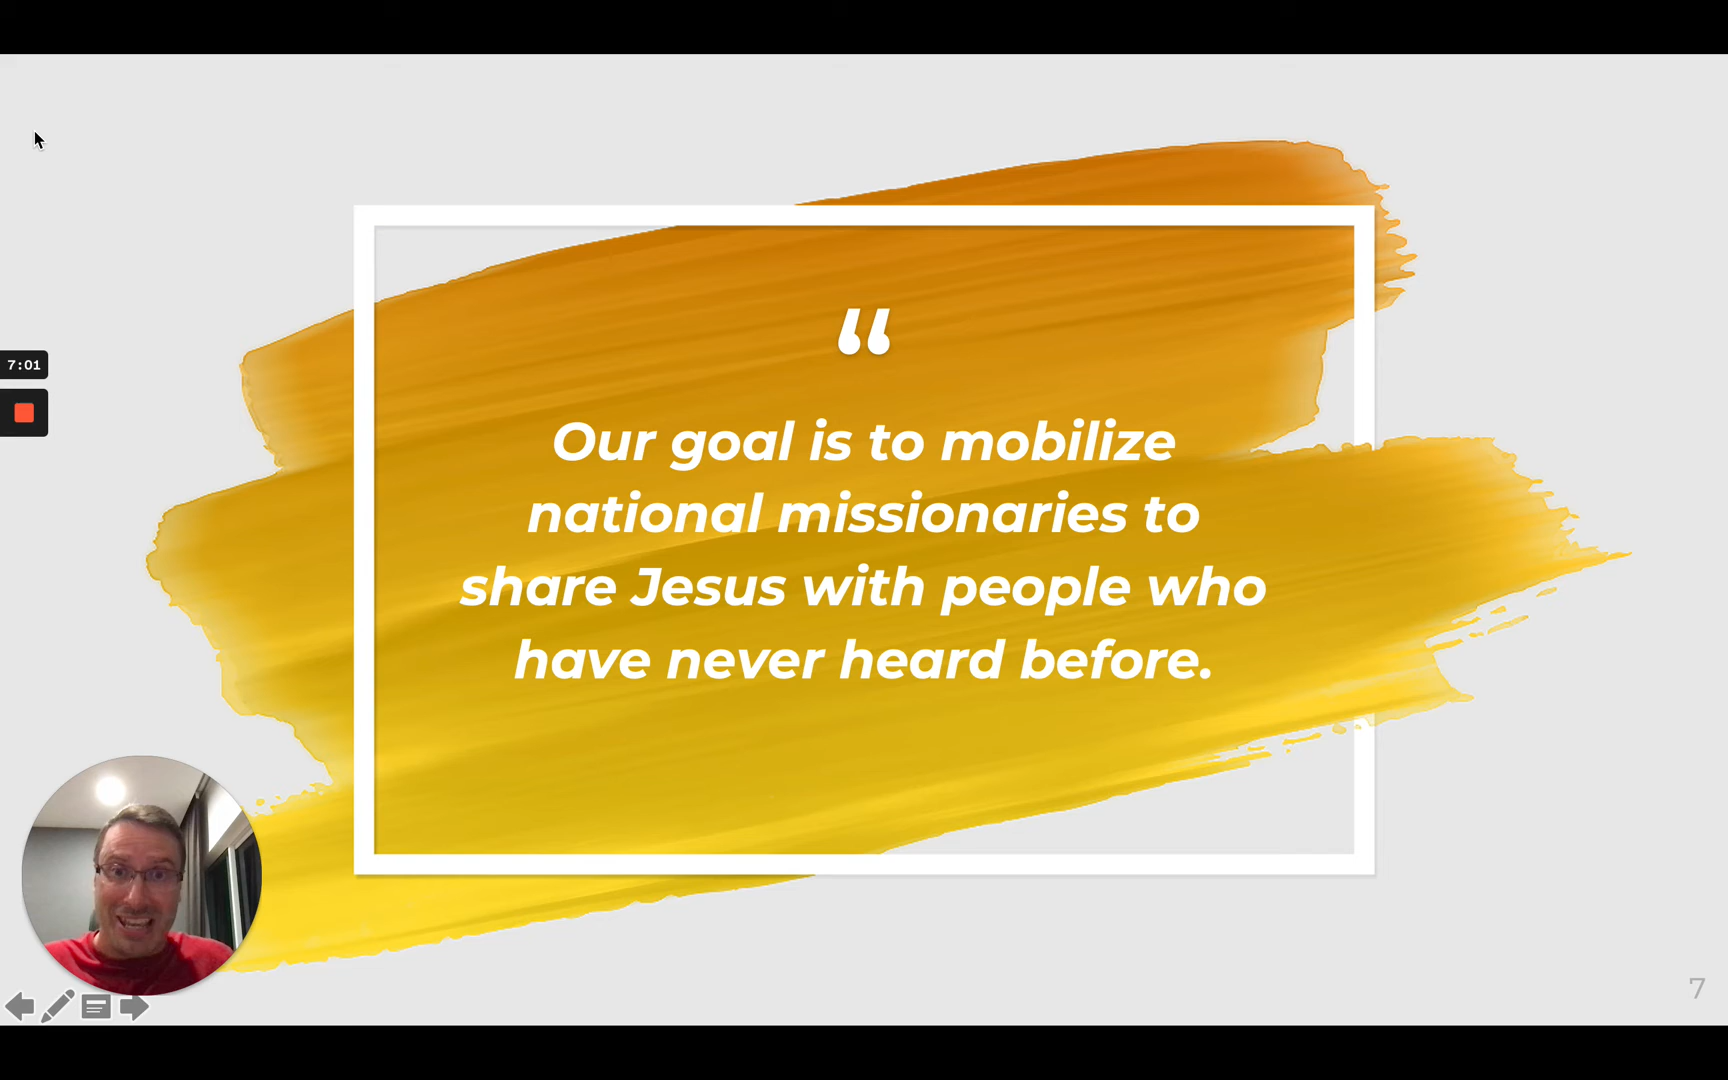 7:01
“
Our goal is to mobilize
national missionaries to
share Jesus with people who
have never heard before.
7